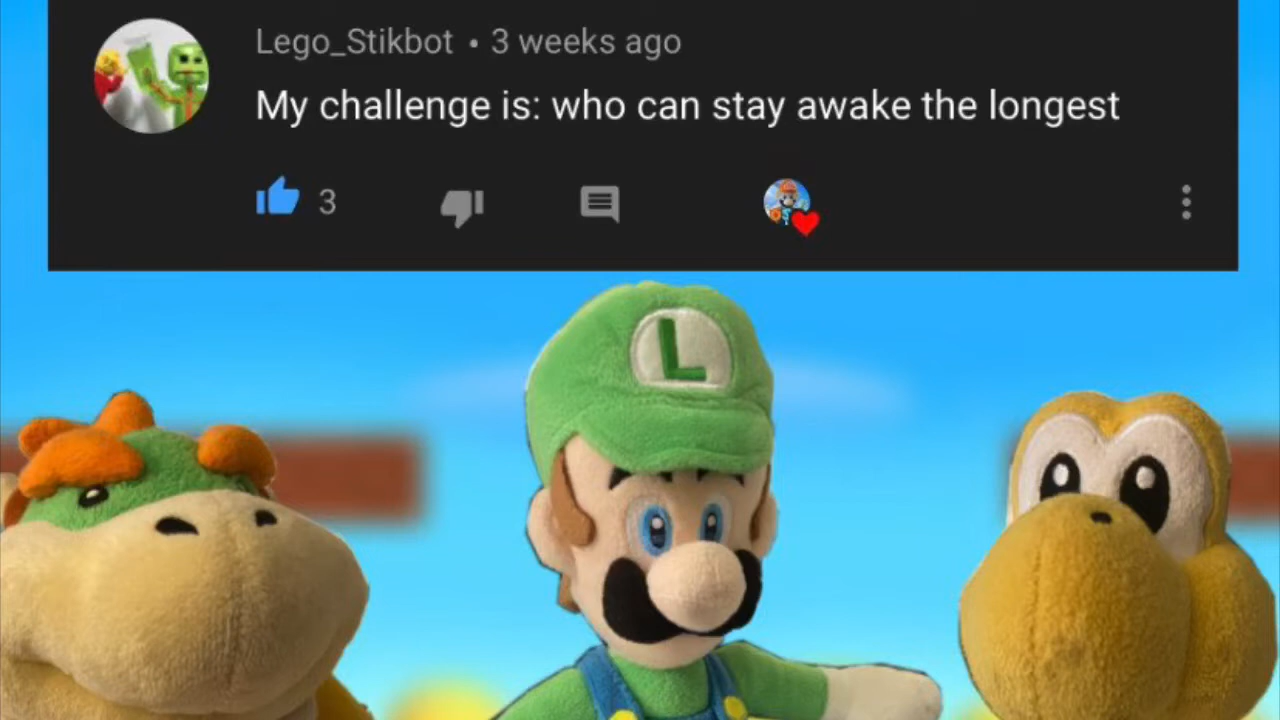 Lego_Stikbot • 3 weeks ago
My challenge is: who can stay awake the longest
3
L